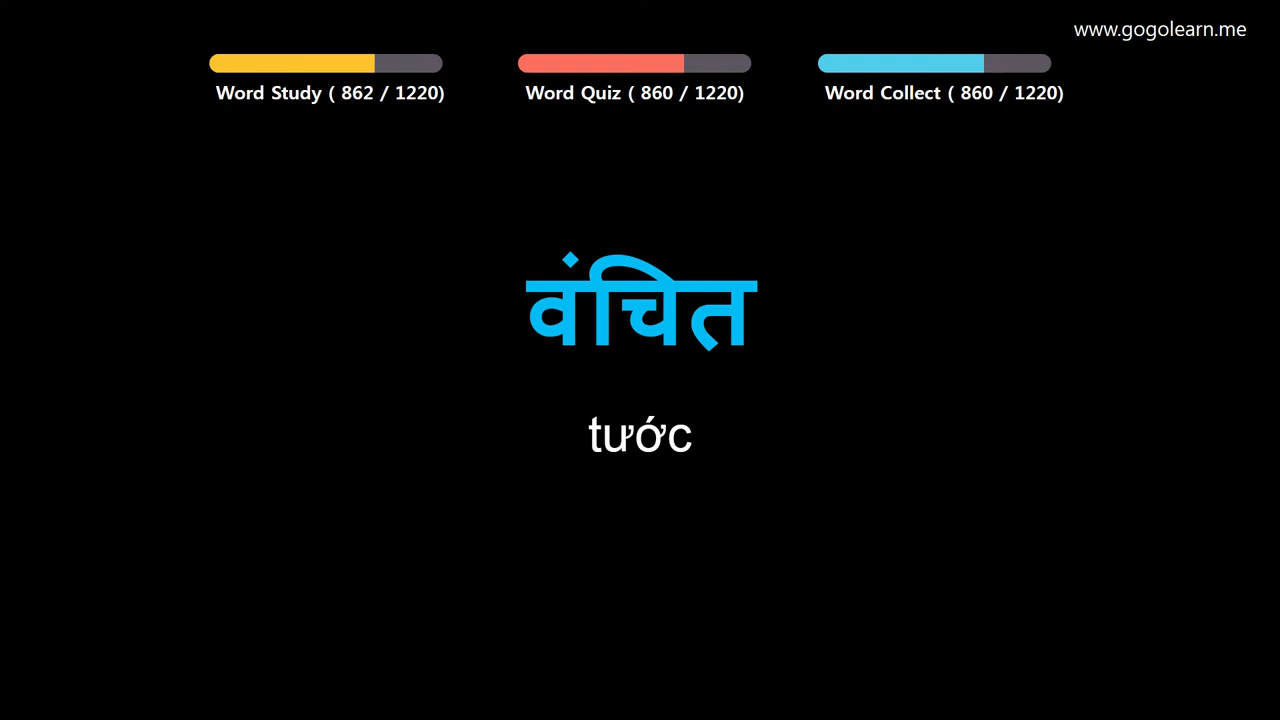 www.gogolearn.me
Word Study ( 862 / 1220)
Word Quiz ( 860 / 1220)
Word Collect ( 860 / 1220)
वंचित
tước